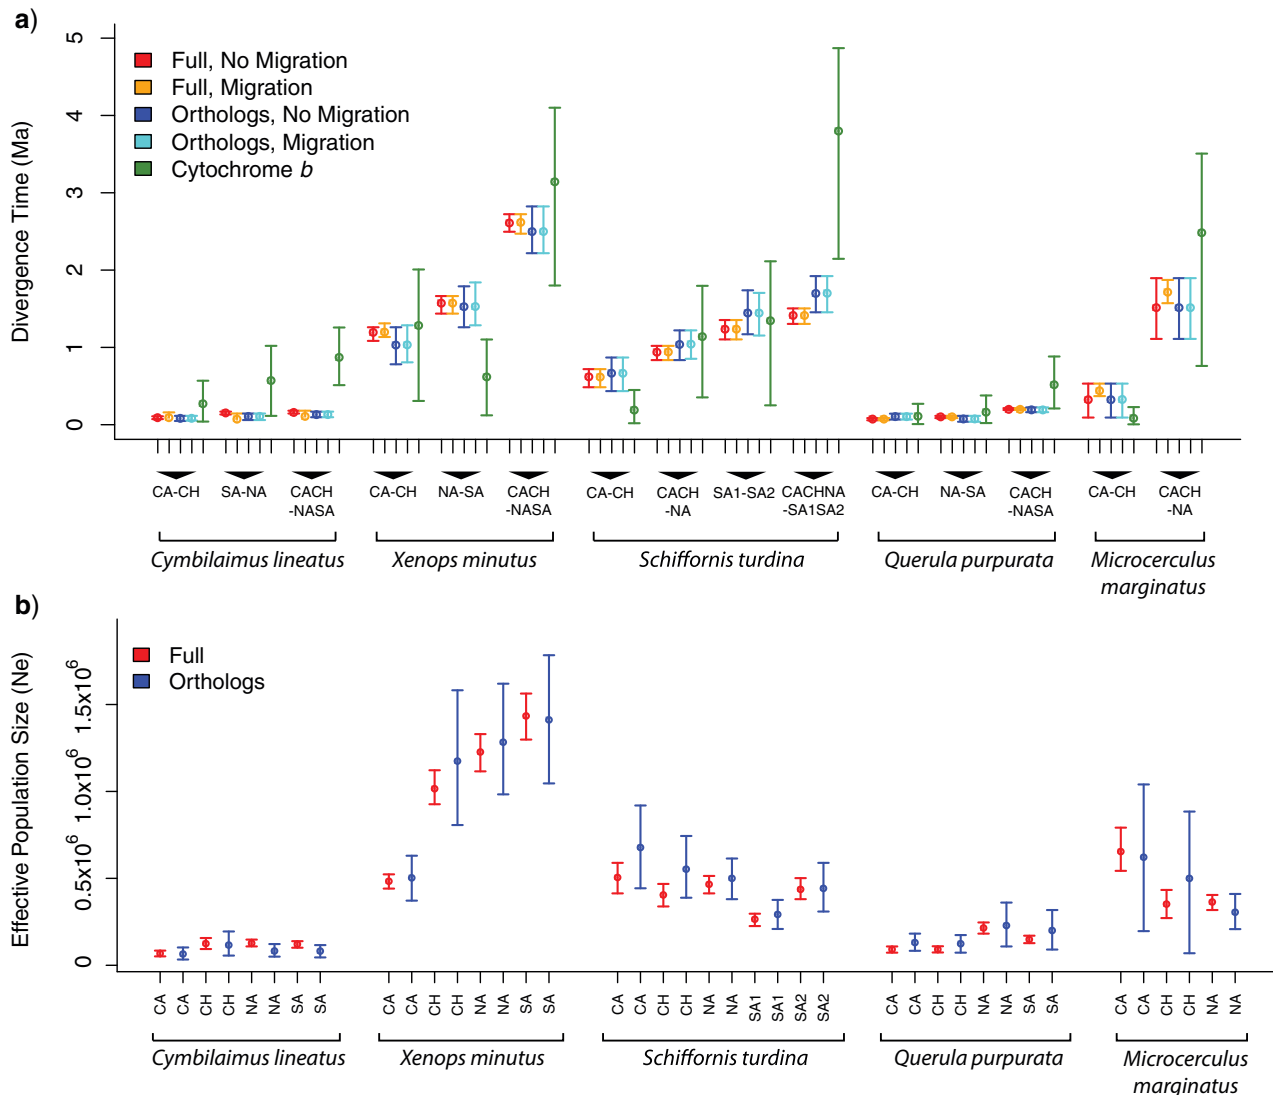 a)
Divergence Time (Ma)
5
4
3
2
1
0
Full, No Migration
Full, Migration
Orthologs, No Migration
Orthologs, Migration
Cytochrome b
CA-CH SA-NA CACH CA-CH NA-SA CACH CA-CH CACH SA1-SA2 CACHNA CA-CH NA-SA CACH CA-CH CACH
-NASA -NASA -NA -SA1SA2 -NASA -NA
Cymbilaimus lineatus Xenops minutus Schiffornis turdina Querula purpurata Microcerculus
marginatus
b)
Effective Population Size (Ne)
1.5x10⁶
1.0x10⁶
0.5x10⁶
0
Full
Orthologs
CA CA CH CH NA NA SA SA CA CA CH CH NA NA SA SA CA CA CH CH NA NA SA1 SA1 SA2 SA2 CA CA CH CH NA NA SA SA CA CA CH CH NA NA
Cymbilaimus lineatus Xenops minutus Schiffornis turdina Querula purpurata Microcerculus
marginatus